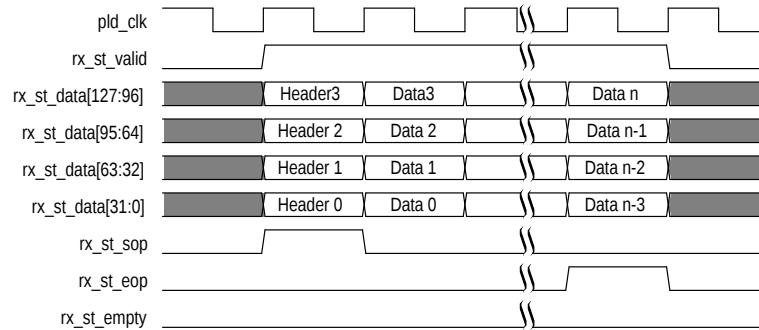 pld_clk
rx_st_valid
rx_st_data[127:96] Header3 Data3 Data n
rx_st_data[95:64] Header 2 Data 2 Data n-1
rx_st_data[63:32] Header 1 Data 1 Data n-2
rx_st_data[31:0] Header 0 Data 0 Data n-3
rx_st_sop
rx_st_eop
rx_st_empty